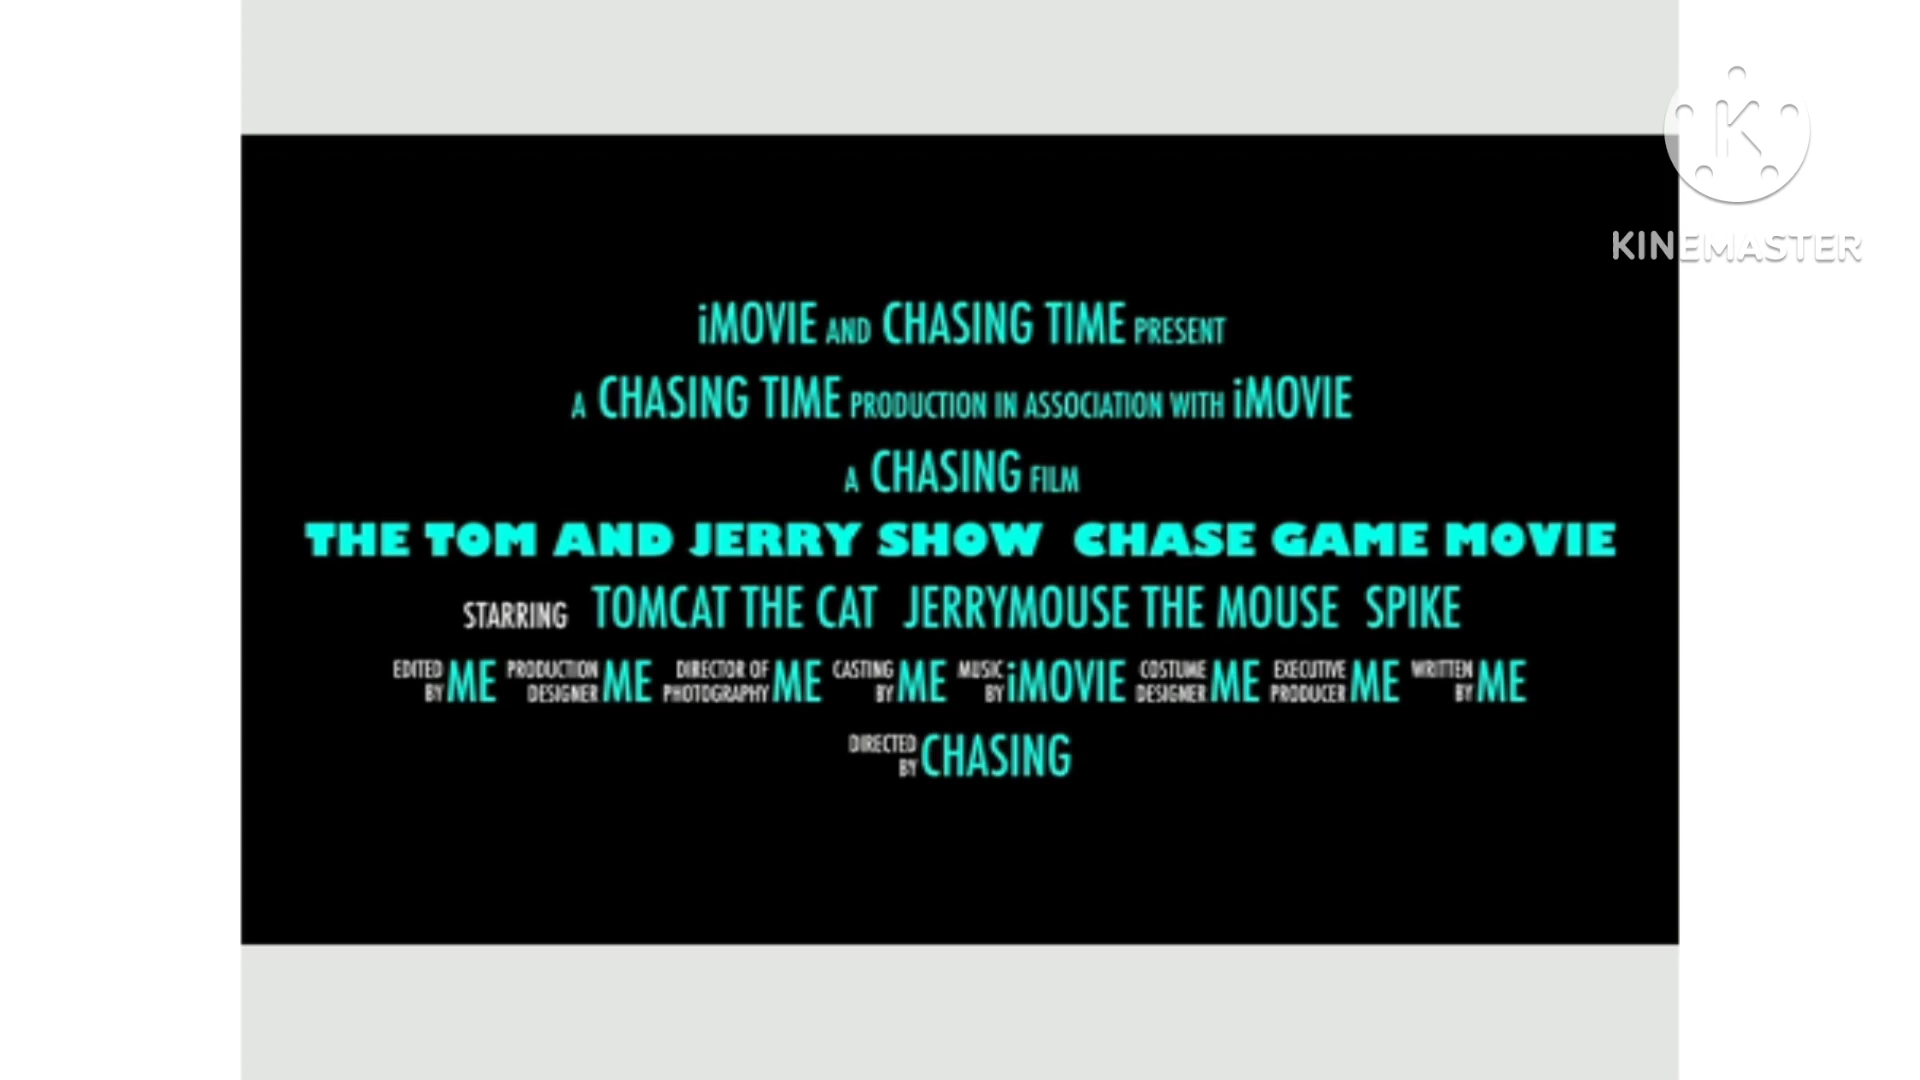 K
KINEMASTER
iMOVIE AND CHASING TIME PRESENT
A CHASING TIME PRODUCTION IN ASSOCIATION WITH iMOVIE
A CHASING FILM
THE TOM AND JERRY SHOW CHASE GAME MOVIE
STARRING TOMCAT THE CAT JERRYMOUSE THE MOUSE SPIKE
EDITED BY ME PRODUCTION DESIGNER ME DIRECTOR OF PHOTOGRAPHY ME CASTING BY ME MUSIC BY iMOVIE COSTUME DESIGNER ME EXECUTIVE PRODUCER ME WRITTEN BY ME
DIRECTED BY CHASING